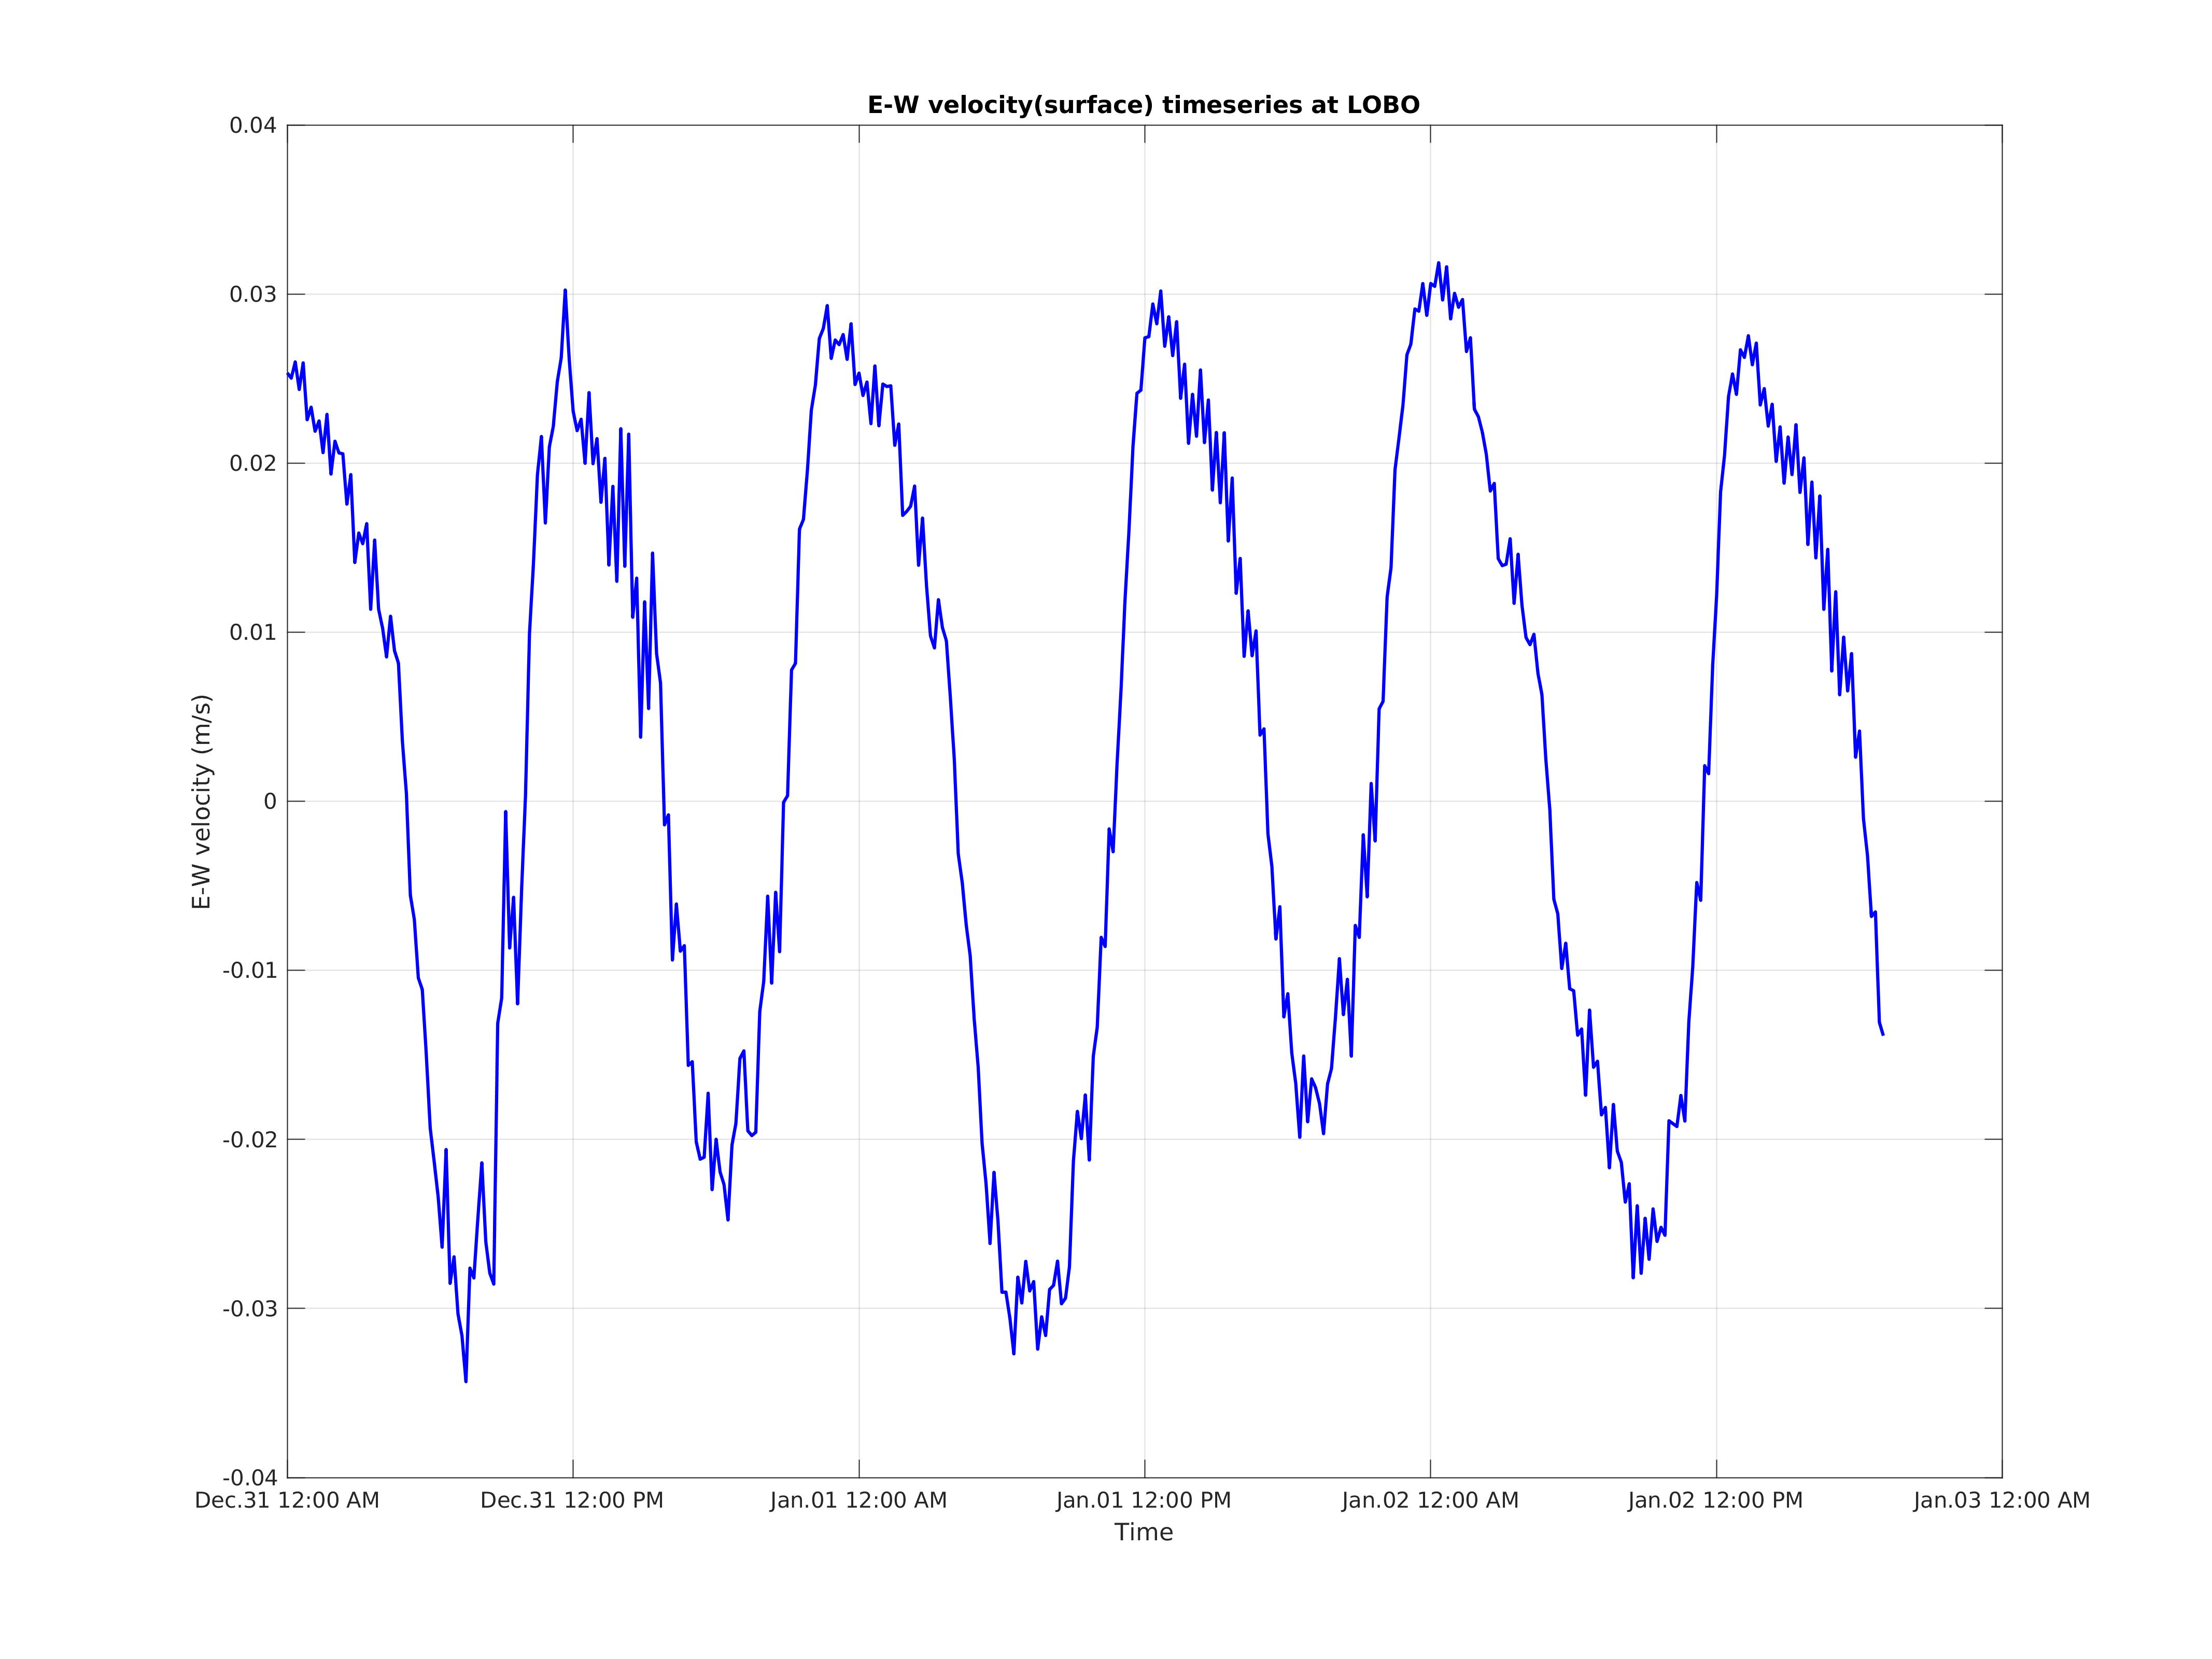 E-W velocity(surface) timeseries at LOBO
0.04
0.03
0.02
0.01
0
-0.01
-0.02
-0.03
-0.04
E-W velocity (m/s)
Dec.31 12:00 AM Dec.31 12:00 PM Jan.01 12:00 AM Jan.01 12:00 PM Jan.02 12:00 AM Jan.02 12:00 PM Jan.03 12:00 AM
Time